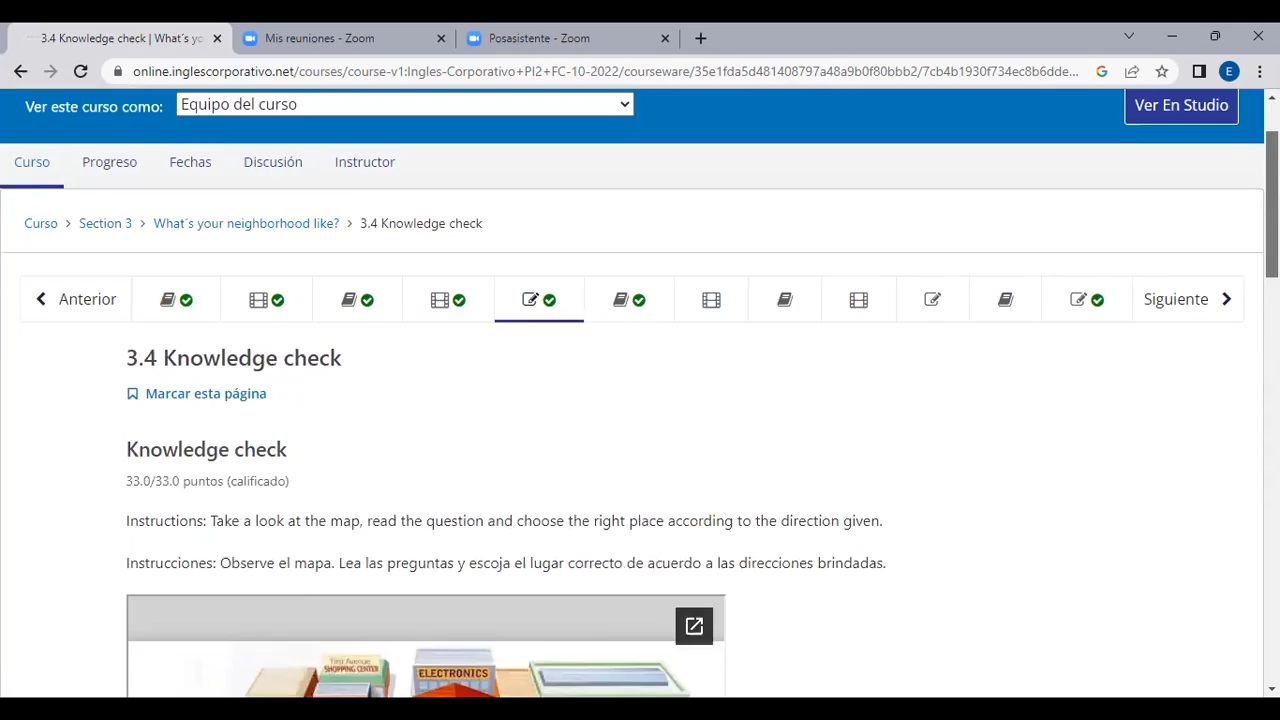 3.4 Knowledge check | What´s yo
Mis reuniones - Zoom
Posasistente - Zoom
online.inglescorporativo.net/courses/course-v1:Ingles-Corporativo+PI2+FC-10-2022/courseware/35e1fda5d481408797a48a9b0f80bbb2/7cb4b1930f734ec8b6dde...
E
Ver este curso como:
Equipo del curso
Ver En Studio
Curso
Progreso
Fechas
Discusión
Instructor
Curso > Section 3 > What´s your neighborhood like? > 3.4 Knowledge check
Anterior
Siguiente
3.4 Knowledge check
Marcar esta página
Knowledge check
33.0/33.0 puntos (calificado)
Instructions: Take a look at the map, read the question and choose the right place according to the direction given.
Instrucciones: Observe el mapa. Lea las preguntas y escoja el lugar correcto de acuerdo a las direcciones brindadas.
First Avenue
SHOPPING CENTER
ELECTRONICS